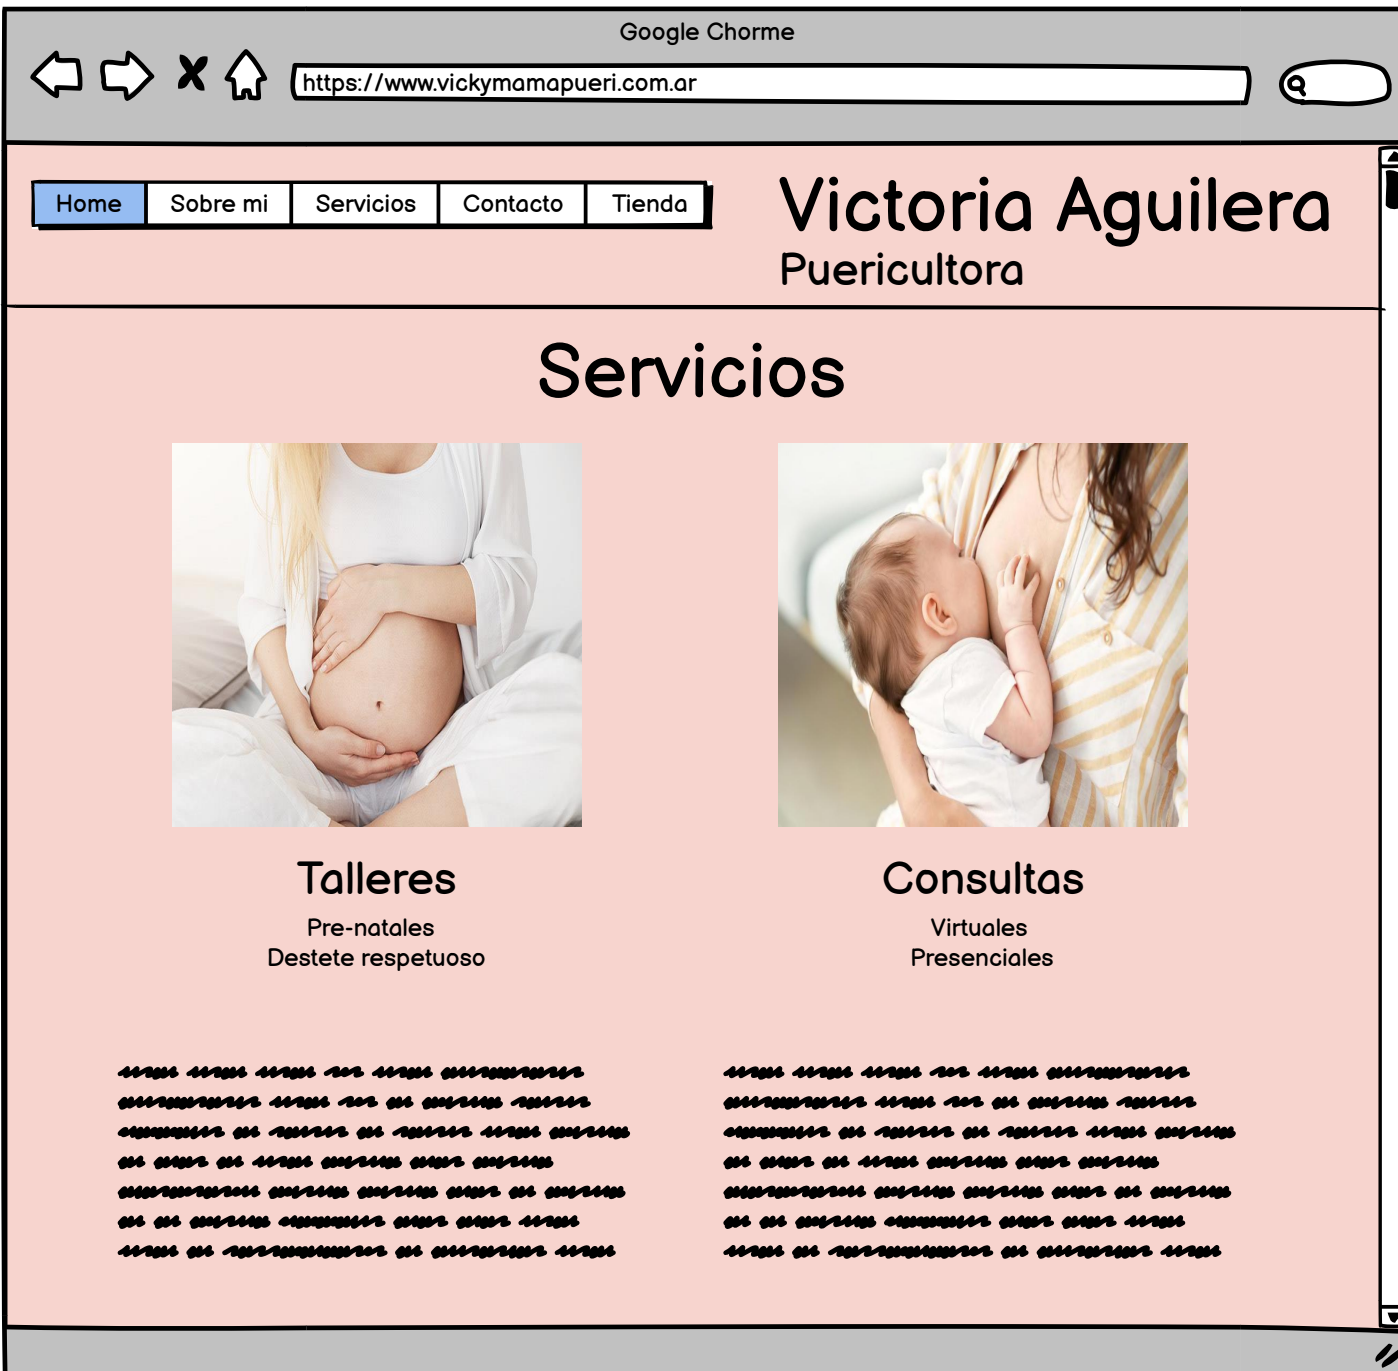 Google Chorme
https://www.vickymamapueri.com.ar
Home Sobre mi Servicios Contacto Tienda
Victoria Aguilera
Puericultora
Servicios
Talleres
Pre-natales
Destete respetuoso
Consultas
Virtuales
Presenciales